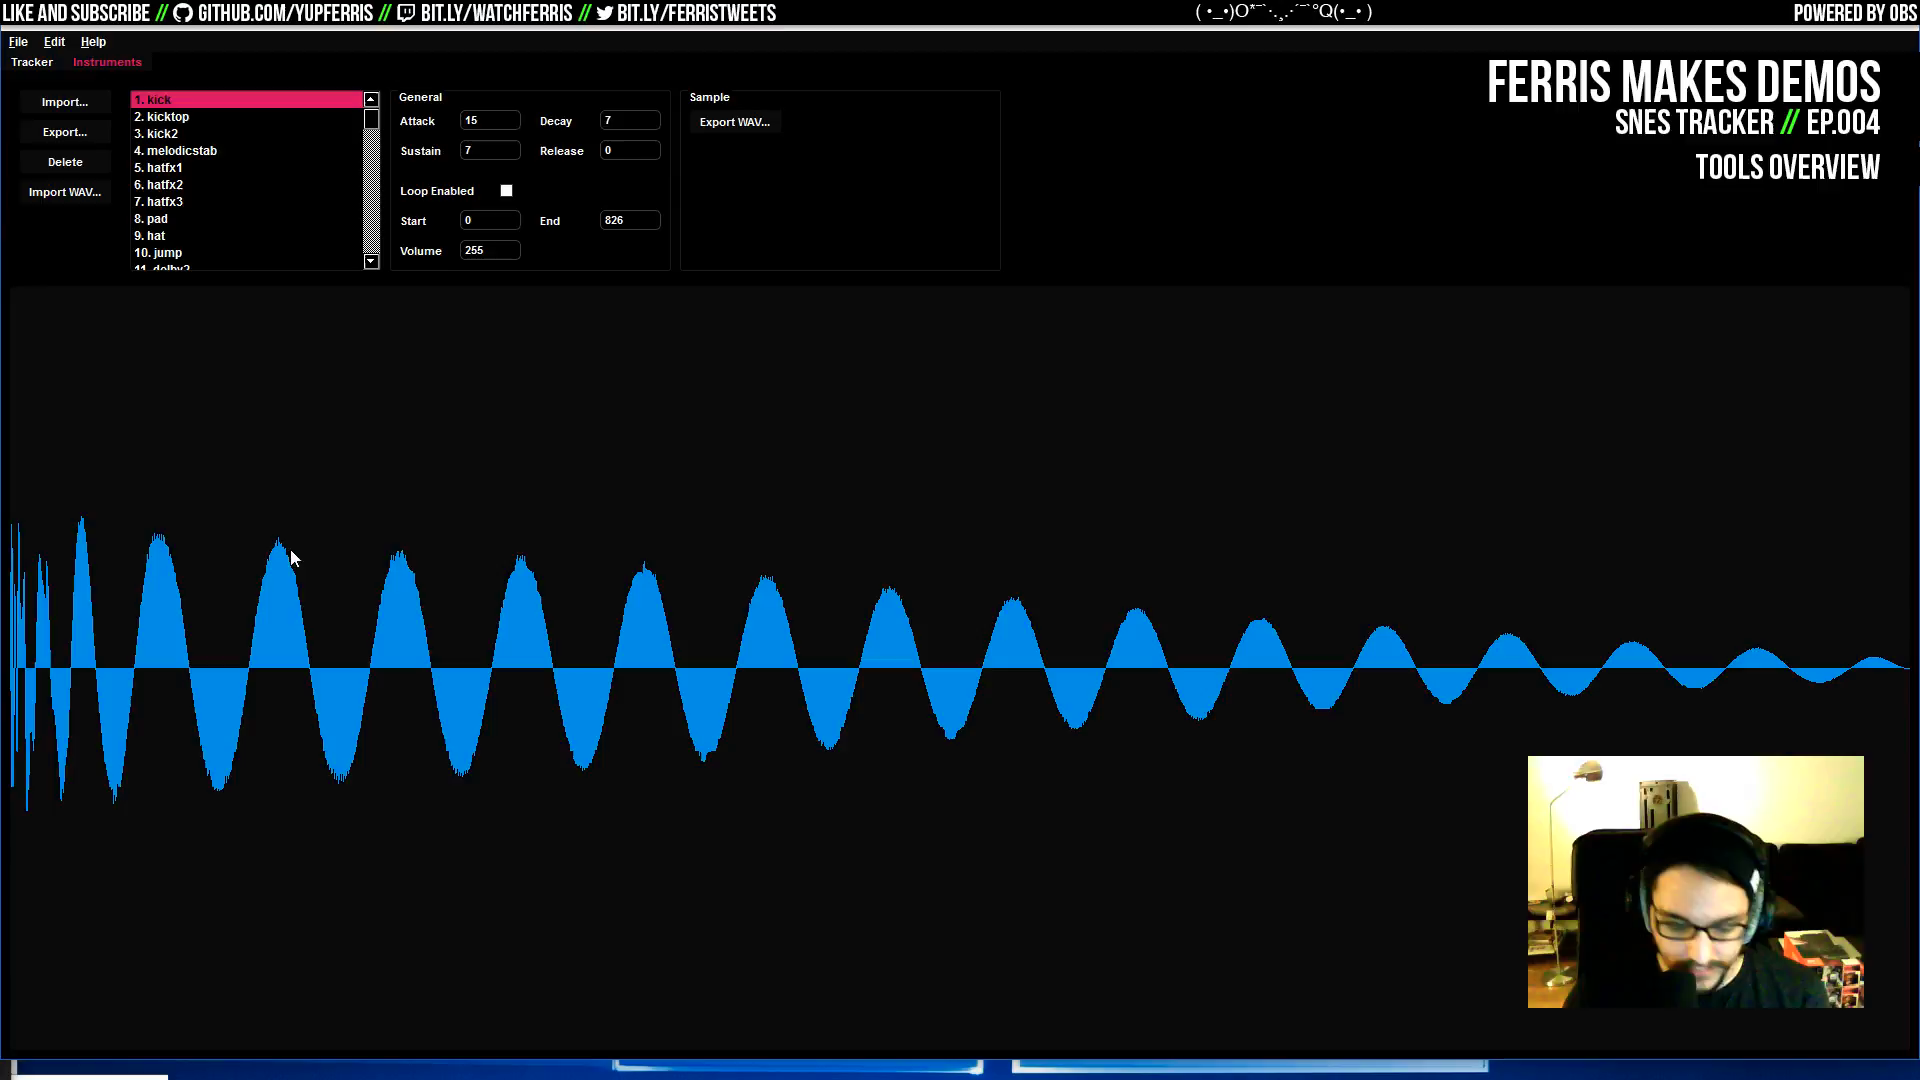 LIKE AND SUBSCRIBE // GITHUB.COM/YUPFERRIS // BIT.LY/WATCHFERRIS // BIT.LY/FERRISTWEETS
( •_•)O*¯`·.¸.·´¯`°Q(•_• )
POWERED BY OBS
File Edit Help
Tracker Instruments
FERRIS MAKES DEMOS
SNES TRACKER // EP.004
TOOLS OVERVIEW
Import...
Export...
Delete
Import WAV...
1. kick
2. kicktop
3. kick2
4. melodicstab
5. hatfx1
6. hatfx2
7. hatfx3
8. pad
9. hat
10. jump
11. dolby2
General
Attack 15 Decay 7
Sustain 7 Release 0
Loop Enabled
Start 0 End 826
Volume 255
Sample
Export WAV...